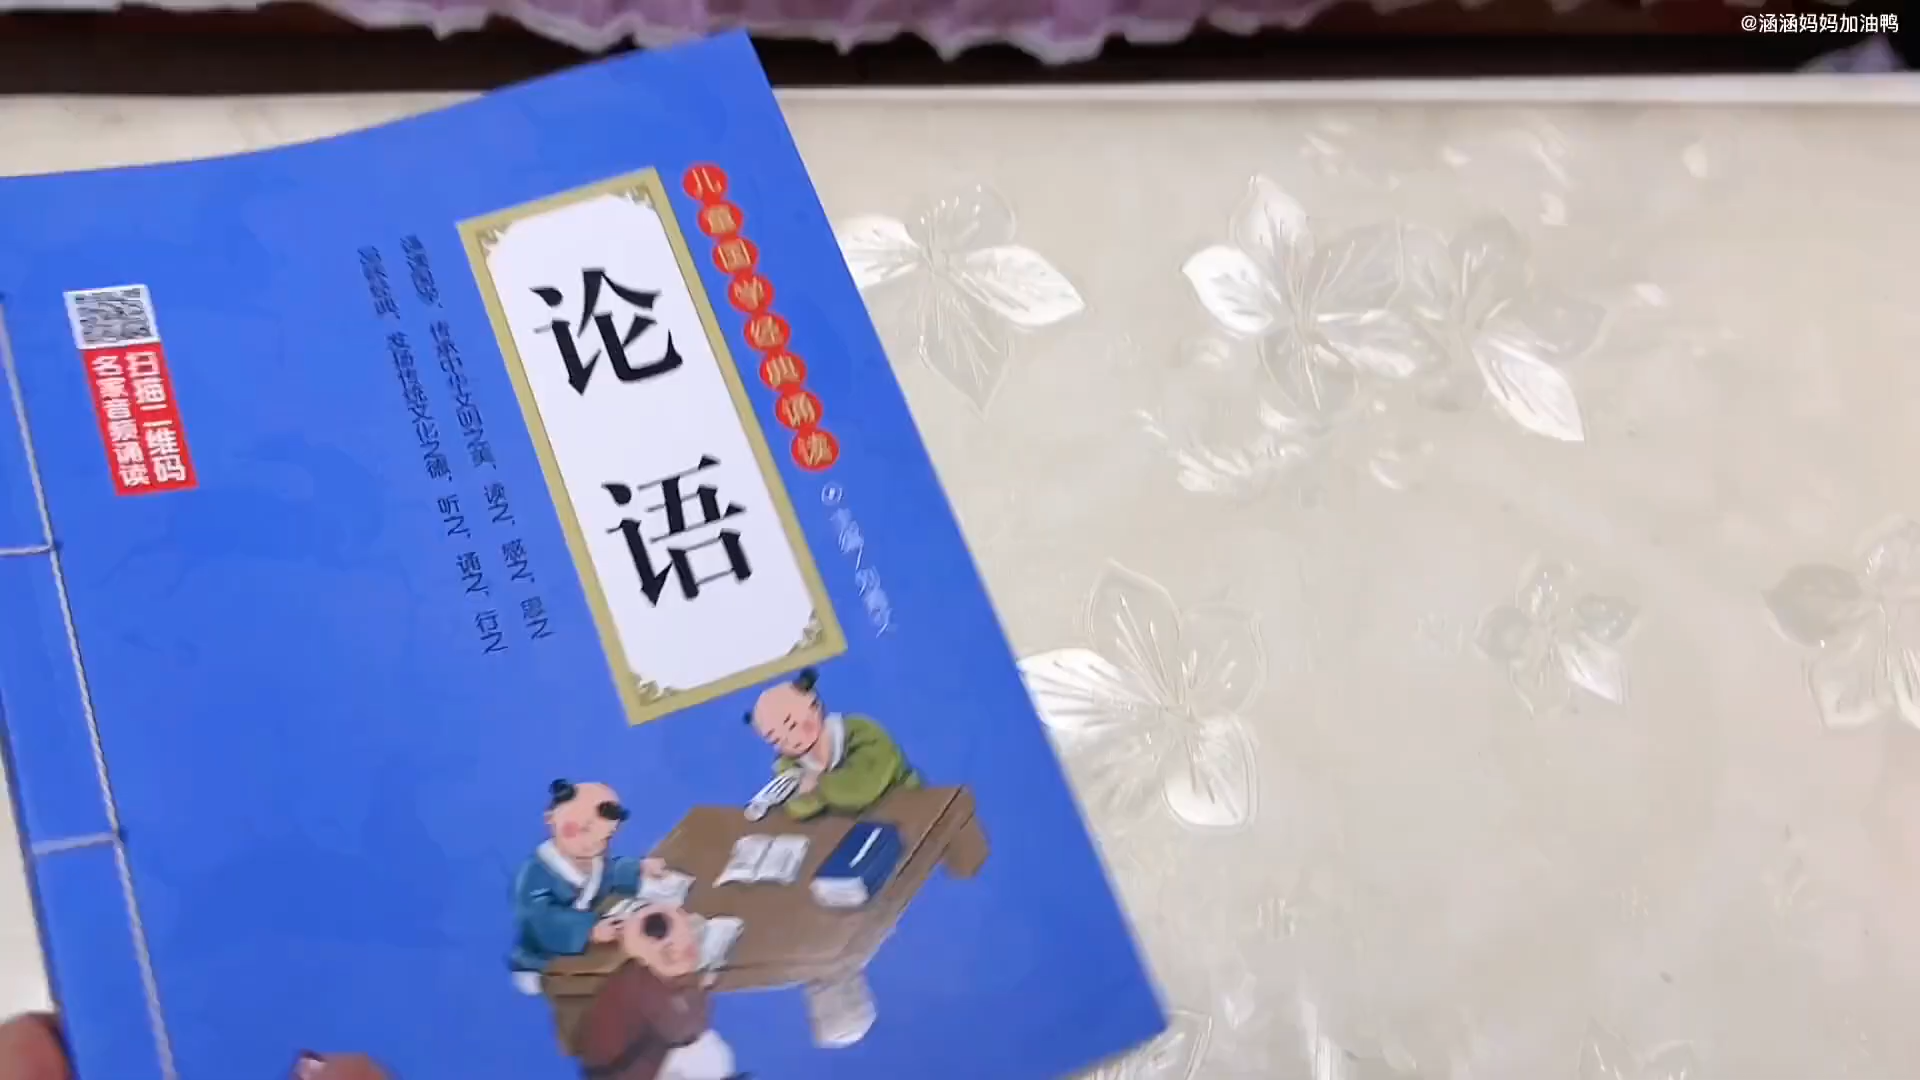 @涵涵妈妈加油鸭
儿童国学经典诵读
论语
传承中华文明之美，读之，感之，思之
发扬传统文化之德，听之，诵之，行之
扫描二维码
名家音频诵读